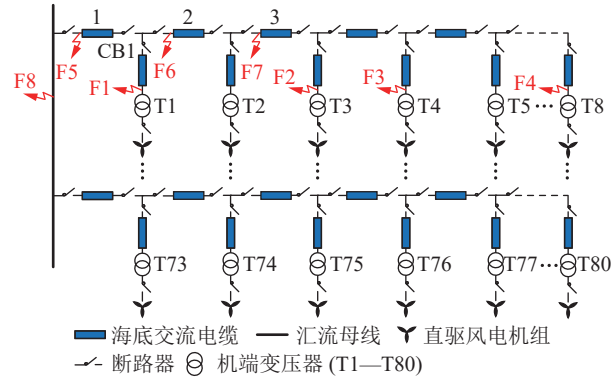 1 2 3
CB1
F5 F6 F7
F8 F1 F2 F3 F4
T1 T2 T3 T4 T5 T8
T73 T74 T75 T76 T77 T80
海底交流电缆 汇流母线 直驱风电机组
断路器 机端变压器 (T1—T80)